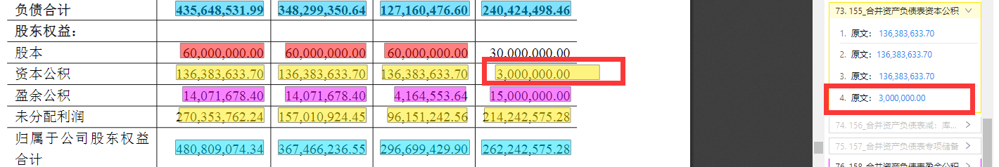 负债合计 435,648,531.99 348,299,350.64 127,160,476.60 240,424,498.46
股东权益：
股本 60,000,000.00 60,000,000.00 60,000,000.00 30,000,000.00
资本公积 136,383,633.70 136,383,633.70 136,383,633.70 3,000,000.00
盈余公积 14,071,678.40 14,071,678.40 4,164,553.64 15,000,000.00
未分配利润 270,353,762.24 157,010,924.45 96,151,242.56 214,242,575.28
归属于公司股东权益
合计 480,809,074.34 367,466,236.55 296,699,429.90 262,242,575.28
73. 155_合并资产负债表资本公积
1. 原文： 136,383,633.70
2. 原文： 136,383,633.70
3. 原文： 136,383,633.70
4. 原文： 3,000,000.00
74. 156_合并资产负债表减：库...
75. 157_合并资产负债表专项储备
76. 158_合并资产负债表盈余公积